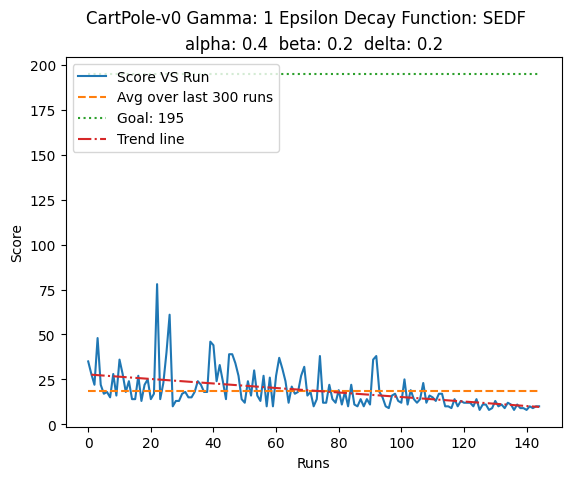 CartPole-v0 Gamma: 1 Epsilon Decay Function: SEDF
alpha: 0.4  beta: 0.2  delta: 0.2
Score VS Run
Avg over last 300 runs
Goal: 195
Trend line
200
175
150
125
100
75
50
25
0
Score
0
20
40
60
80
100
120
140
Runs